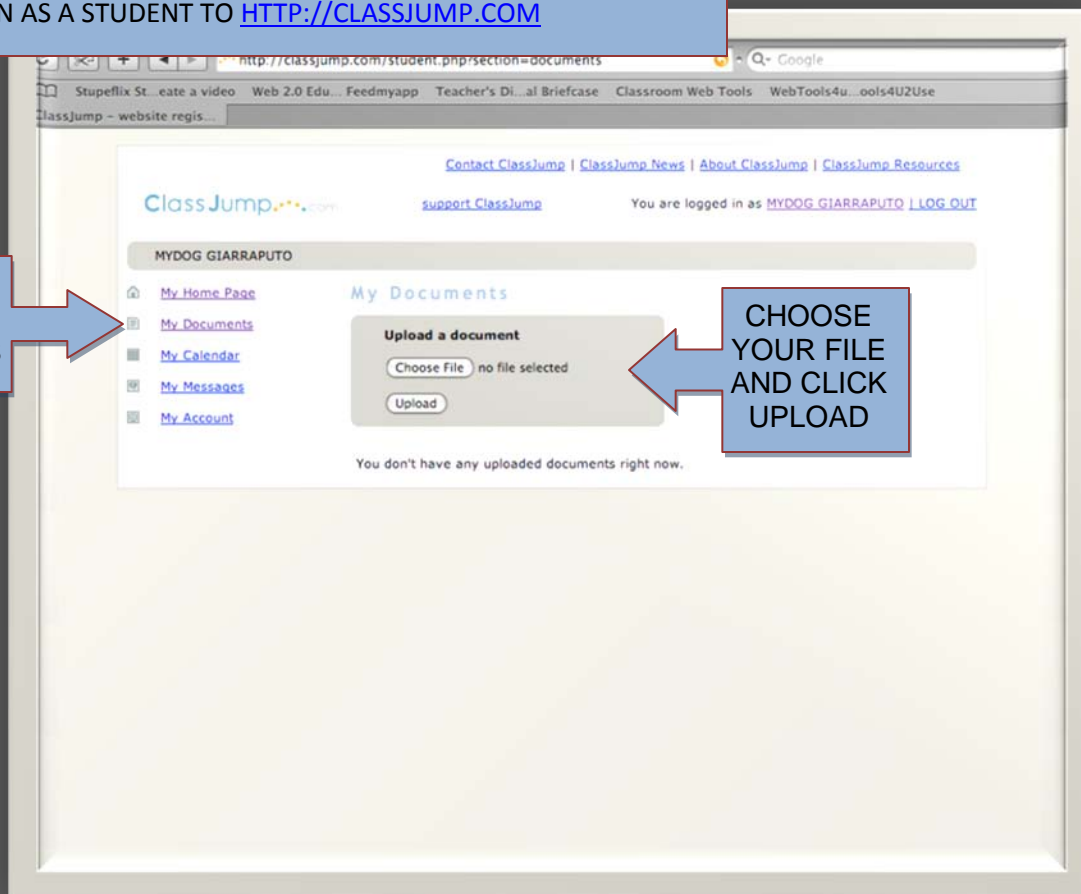 AS A STUDENT TO HTTP://CLASSJUMP.COM
http://classjump.com/student.php?section=documents
Google
Stupeflix St...eate a video Web 2.0 Edu... Feedmyapp Teacher's Di...al Briefcase Classroom Web Tools WebTools4u...ools4U2Use
ClassJump – website regis...
Contact ClassJump | ClassJump News | About ClassJump | ClassJump Resources
ClassJump.com
support ClassJump
You are logged in as MYDOG GIARRAPUTO | LOG OUT
MYDOG GIARRAPUTO
My Home Page
My Documents
My Calendar
My Messages
My Account
My Documents
Upload a document
Choose File no file selected
Upload
You don't have any uploaded documents right now.
CHOOSE
YOUR FILE
AND CLICK
UPLOAD